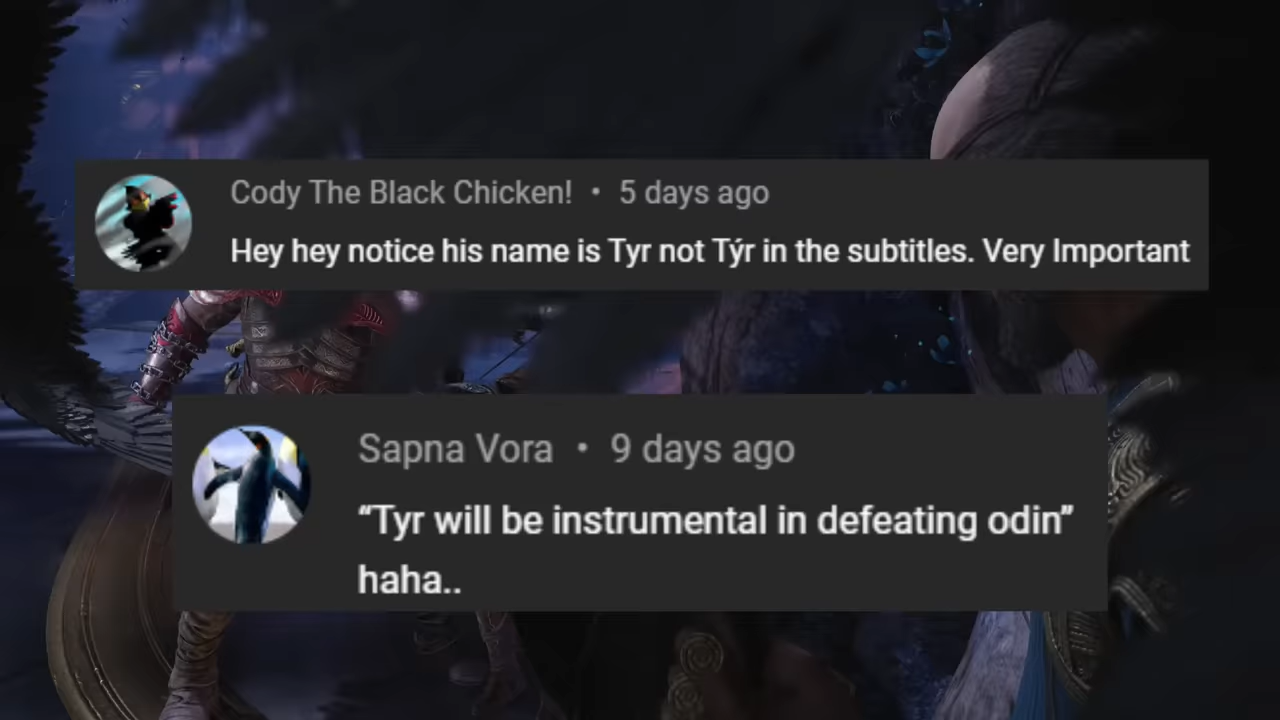 Cody The Black Chicken! • 5 days ago
Hey hey notice his name is Tyr not Týr in the subtitles. Very Important
Sapna Vora • 9 days ago
“Tyr will be instrumental in defeating odin”
haha..